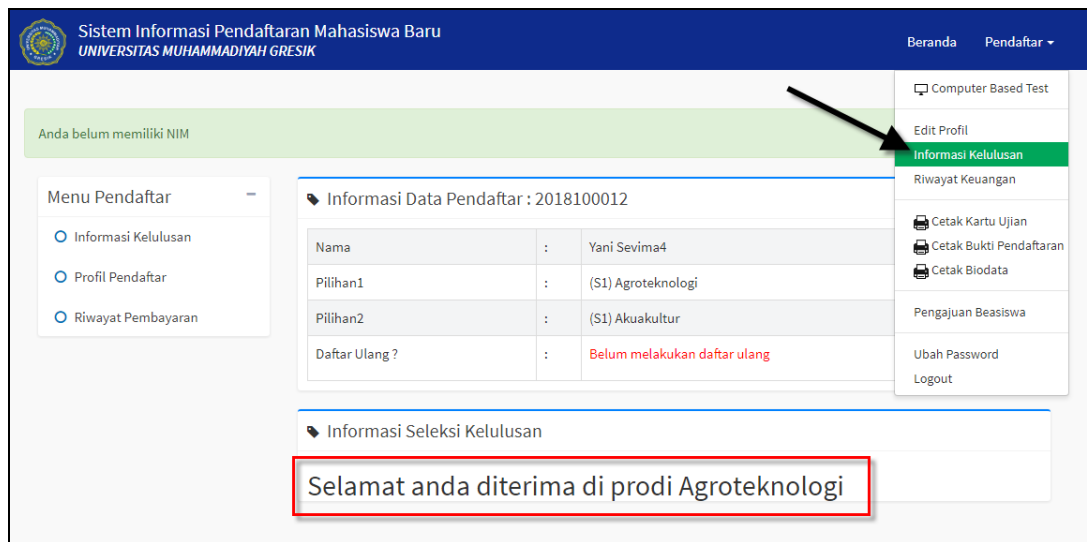 Sistem Informasi Pendaftaran Mahasiswa Baru
UNIVERSITAS MUHAMMADIYAH GRESIK
Beranda Pendaftar
Computer Based Test
Edit Profil
Informasi Kelulusan
Riwayat Keuangan
Cetak Kartu Ujian
Cetak Bukti Pendaftaran
Cetak Biodata
Pengajuan Beasiswa
Ubah Password
Logout
Anda belum memiliki NIM
Menu Pendaftar −
Informasi Kelulusan
Profil Pendaftar
Riwayat Pembayaran
Informasi Data Pendaftar : 2018100012
Nama : Yani Sevima4
Pilihan1 : (S1) Agroteknologi
Pilihan2 : (S1) Akuakultur
Daftar Ulang ? : Belum melakukan daftar ulang
Informasi Seleksi Kelulusan
Selamat anda diterima di prodi Agroteknologi